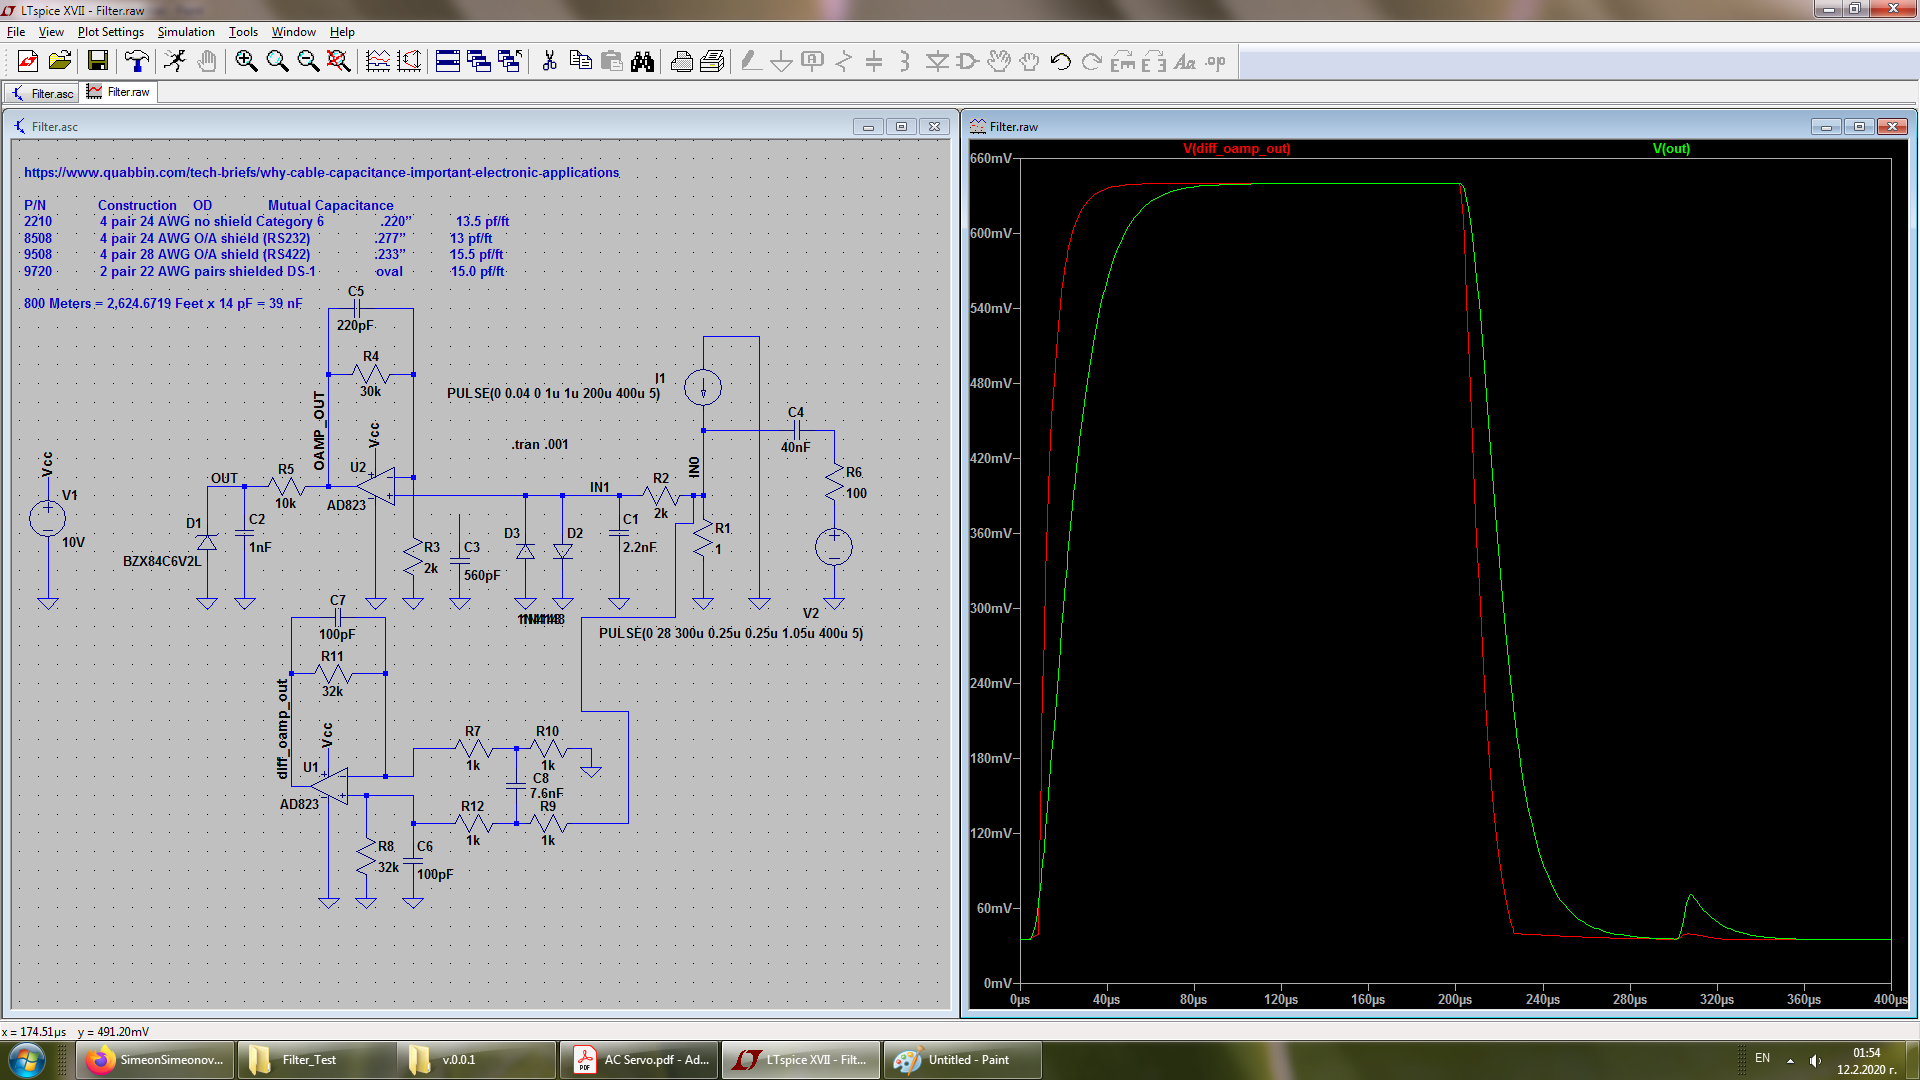 LTspice XVII - Filter.raw
File View Plot Settings Simulation Tools Window Help
Filter.asc Filter.raw
Filter.asc
https://www.quabbin.com/tech-briefs/why-cable-capacitance-important-electronic-applications
P/N Construction OD Mutual Capacitance
2210 4 pair 24 AWG no shield Category 6 .220” 13.5 pf/ft
8508 4 pair 24 AWG O/A shield (RS232) .277” 13 pf/ft
9508 4 pair 28 AWG O/A shield (RS422) .233” 15.5 pf/ft
9720 2 pair 22 AWG pairs shielded DS-1 oval 15.0 pf/ft
800 Meters = 2,624.6719 Feet x 14 pF = 39 nF
C5
220pF
R4
30k
OAMP_OUT
Vcc
PULSE(0 0.04 0 1u 1u 200u 400u 5)
I1
.tran .001
C4
40nF
R6
100
IN0
Vcc
V1
10V
OUT
R5
10k
U2
AD823
IN1
R2
2k
D1
BZX84C6V2L
C2
1nF
R3
2k
C3
560pF
D3
D2
C1
2.2nF
R1
1
V2
PULSE(0 28 300u 0.25u 0.25u 1.05u 400u 5)
C7
100pF
R11
32k
diff_oamp_out
Vcc
U1
AD823
R7
1k
R10
1k
C8
7.6nF
R12
1k
R9
1k
R8
32k
C6
100pF
Filter.raw
V(diff_oamp_out) V(out)
660mV
600mV
540mV
480mV
420mV
360mV
300mV
240mV
180mV
120mV
60mV
0mV
0µs 40µs 80µs 120µs 160µs 200µs 240µs 280µs 320µs 360µs 400µs
x = 174.51µs y = 491.20mV
SimeonSimeonov... Filter_Test v.0.0.1 AC Servo.pdf - Ad... LTspice XVII - Filt... Untitled - Paint EN 01:54
12.2.2020 г.